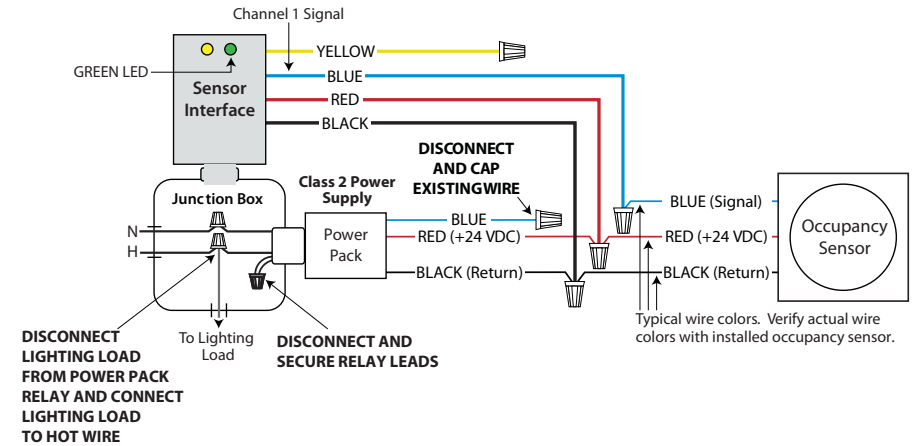 Channel 1 Signal
YELLOW
GREEN LED
BLUE
Sensor
Interface
RED
BLACK
DISCONNECT
AND CAP
EXISTINGWIRE
Class 2 Power
Supply
Junction Box
BLUE
BLUE (Signal)
N
H
Power
Pack
RED (+24 VDC)
RED (+24 VDC)
Occupancy
Sensor
BLACK (Return)
BLACK (Return)
Typical wire colors. Verify actual wire
colors with installed occupancy sensor.
To Lighting
Load
DISCONNECT AND
SECURE RELAY LEADS
DISCONNECT
LIGHTING LOAD
FROM POWER PACK
RELAY AND CONNECT
LIGHTING LOAD
TO HOT WIRE